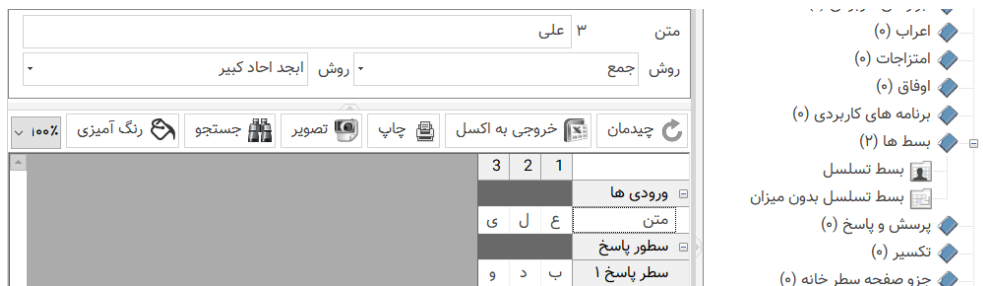 متن ۳ علی
روش جمع روش ابجد احاد کبیر
چیدمان خروجی به اکسل چاپ تصویر جستجو رنگ آمیزی ۱۰۰٪
1 2 3
ورودی ها
متن ع ل ی
سطور پاسخ
سطر پاسخ ۱ ب د و
اعراب (۰)
امتزاجات (۰)
اوفاق (۰)
برنامه های کاربردی (۰)
بسط ها (۲)
بسط تسلسل
بسط تسلسل بدون میزان
پرسش و پاسخ (۰)
تکسیر (۰)
جزو صفحه سطر خانه (۰)